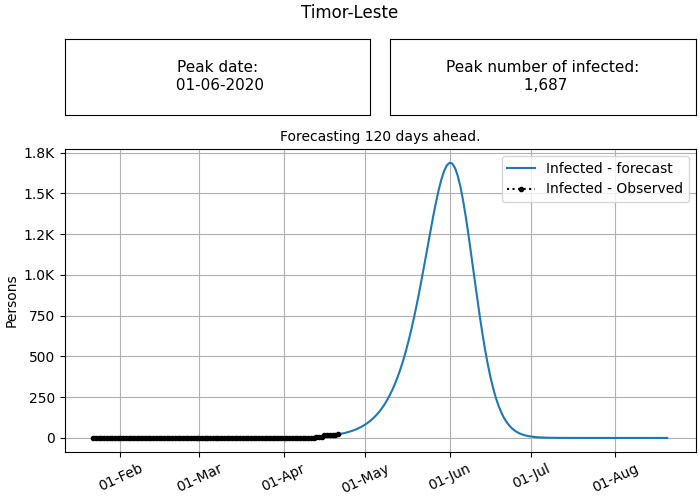 Timor-Leste
Peak date:
01-06-2020
Peak number of infected:
1,687
Forecasting 120 days ahead.
Persons
1.8K
1.5K
1.2K
1.0K
750
500
250
0
Infected - forecast
Infected - Observed
01-Feb
01-Mar
01-Apr
01-May
01-Jun
01-Jul
01-Aug